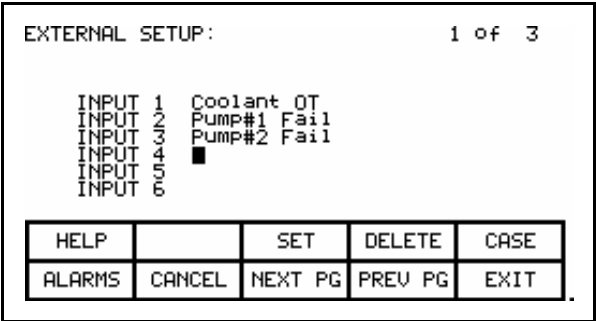 EXTERNAL SETUP: 1 of 3
INPUT 1 Coolant OT
INPUT 2 Pump#1 Fail
INPUT 3 Pump#2 Fail
INPUT 4
INPUT 5
INPUT 6
HELP SET DELETE CASE
ALARMS CANCEL NEXT PG PREV PG EXIT
.